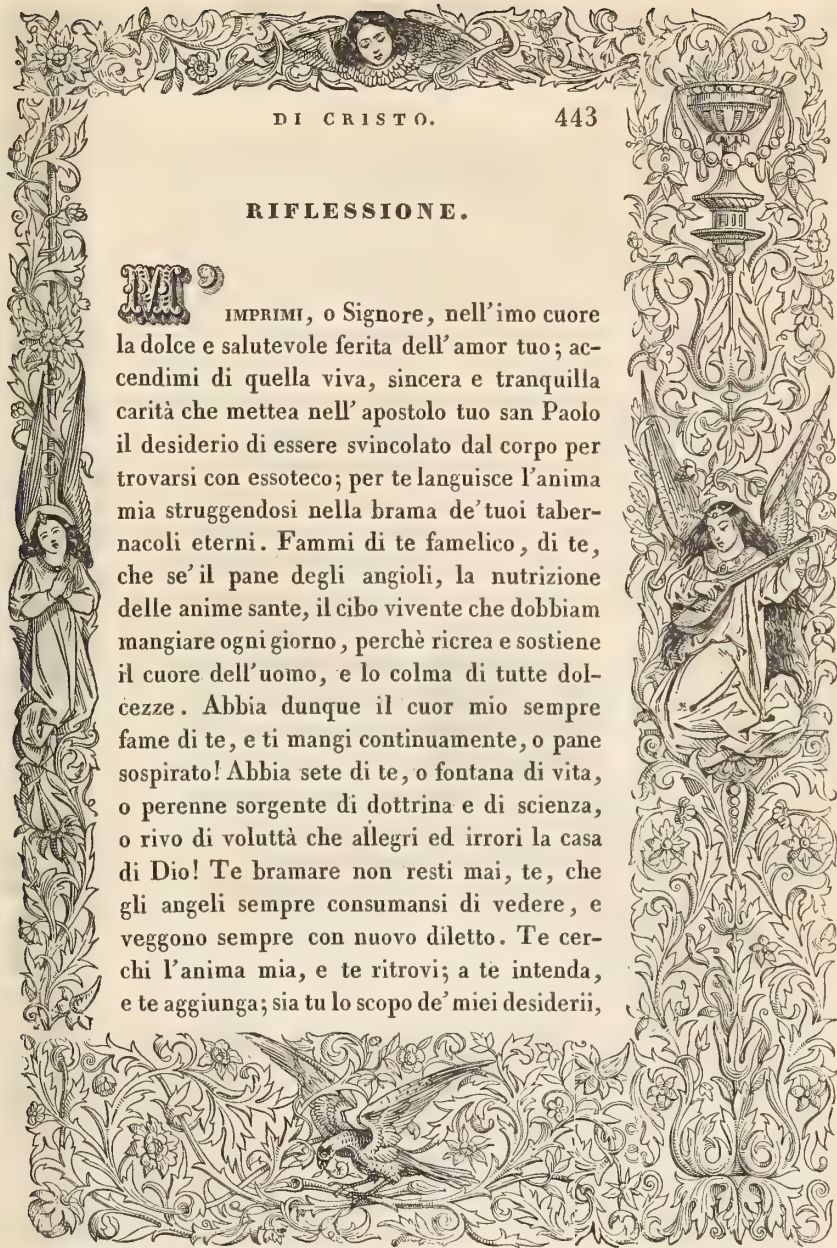 DI CRISTO. 443
RIFLESSIONE.
M' IMPRIMI, o Signore, nell'imo cuore
la dolce e salutevole ferita dell'amor tuo; ac-
cendimi di quella viva, sincera e tranquilla
carità che mettea nell'apostolo tuo san Paolo
il desiderio di essere svincolato dal corpo per
trovarsi con essoteco; per te languisce l'anima
mia struggendosi nella brama de' tuoi taber-
nacoli eterni. Fammi di te famelico, di te,
che se' il pane degli angioli, la nutrizione
delle anime sante, il cibo vivente che dobbiam
mangiare ogni giorno, perchè ricrea e sostiene
il cuore dell'uomo, e lo colma di tutte dol-
cezze. Abbia dunque il cuor mio sempre
fame di te, e ti mangi continuamente, o pane
sospirato! Abbia sete di te, o fontana di vita,
o perenne sorgente di dottrina e di scienza,
o rivo di voluttà che allegri ed irrori la casa
di Dio! Te bramare non resti mai, te, che
gli angeli sempre consumansi di vedere, e
veggono sempre con nuovo diletto. Te cer-
chi l'anima mia, e te ritrovi; a te intenda,
e te aggiunga; sia tu lo scopo de' miei desiderii,